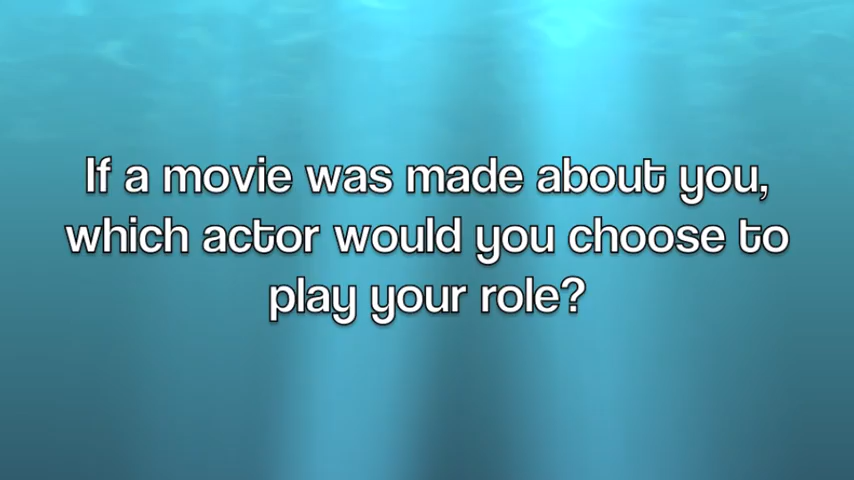 If a movie was made about you,
which actor would you choose to
play your role?